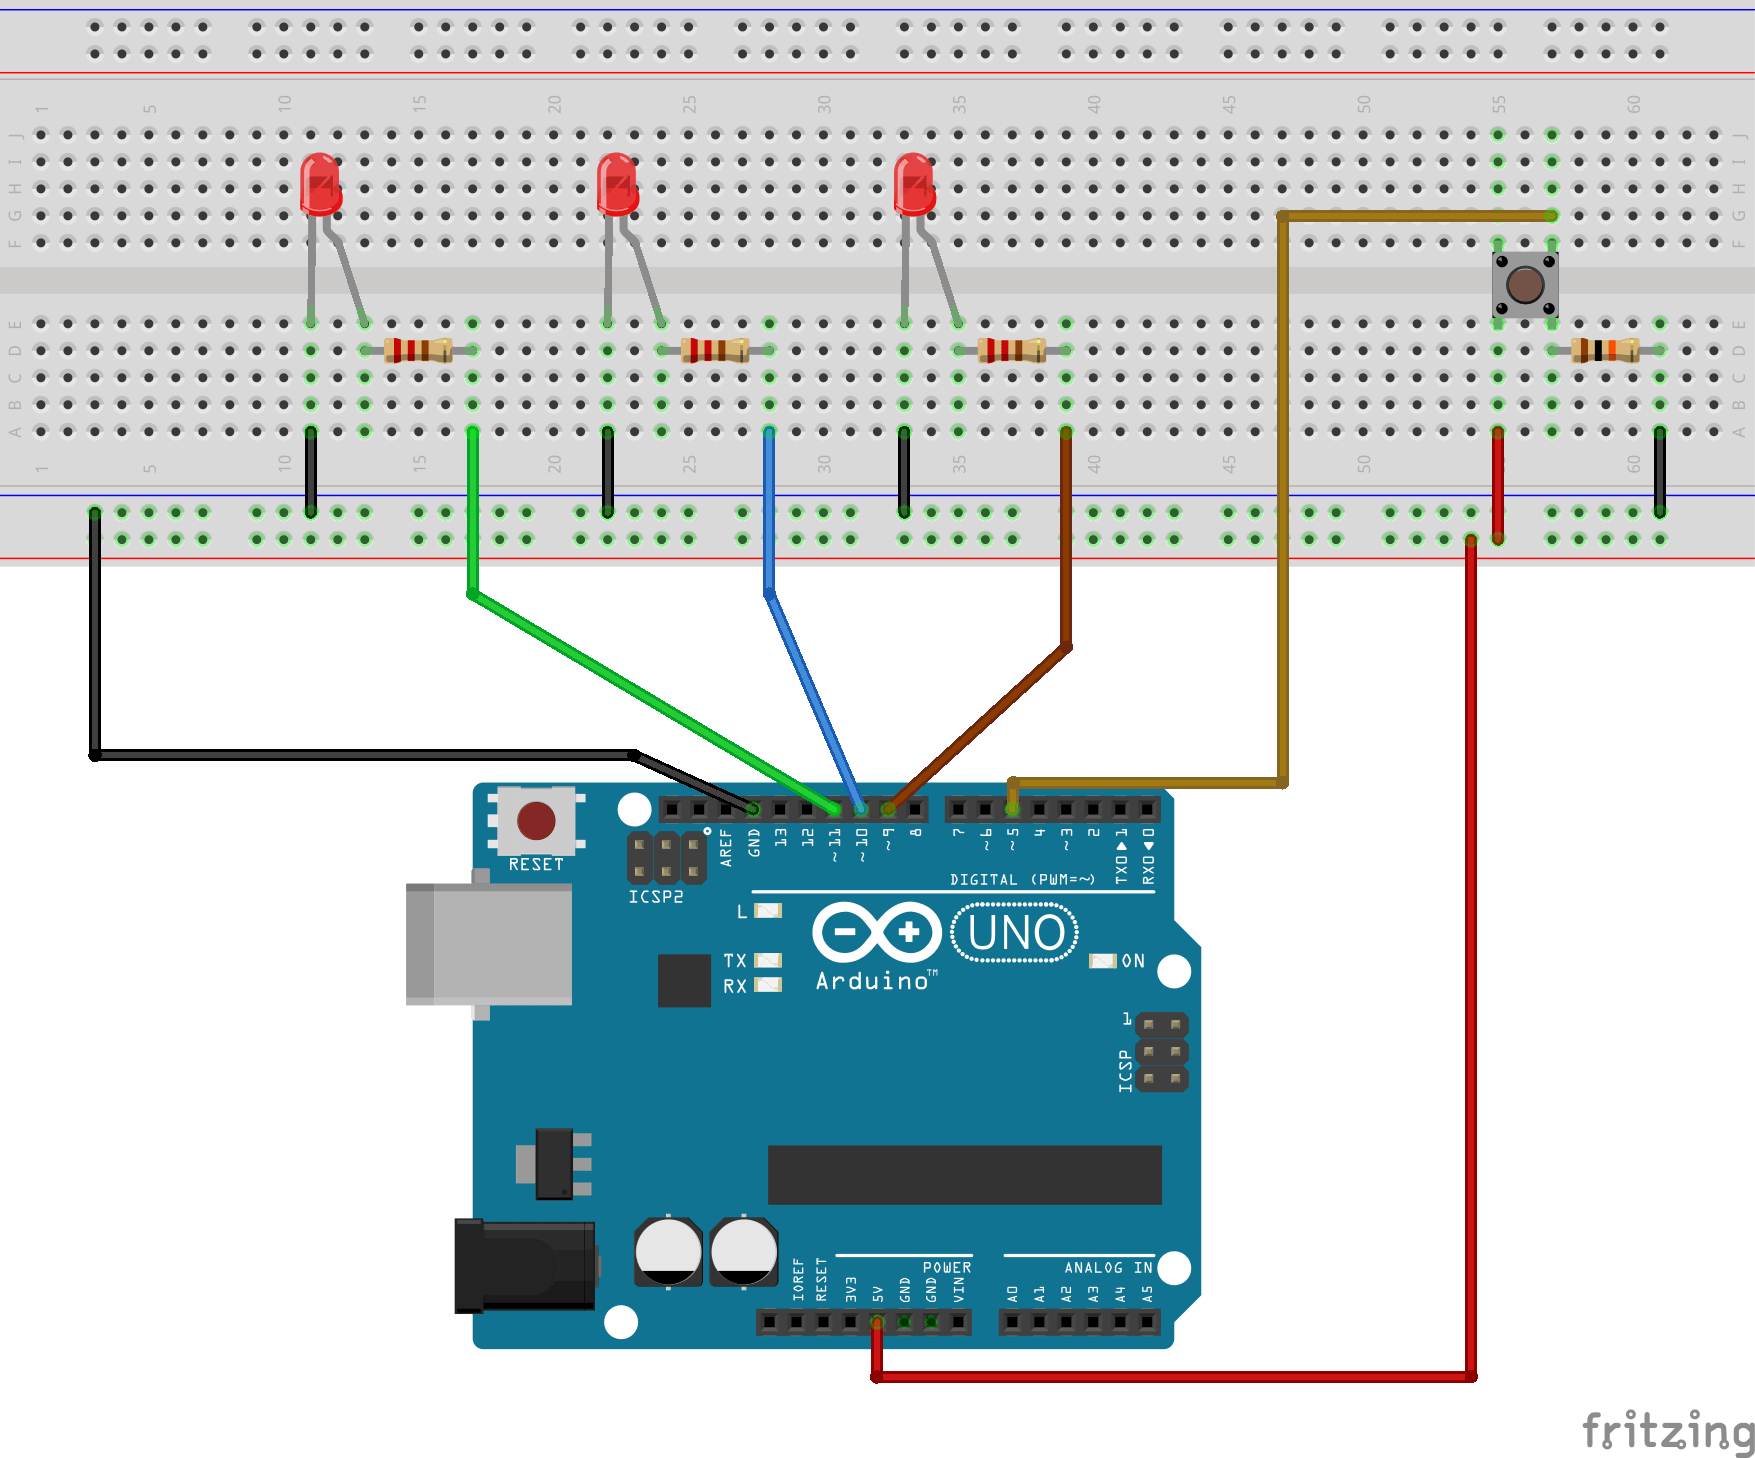 1 5 10 15 20 25 30 35 40 45 50 55 60
J J
I I
H H
G G
F F
E E
D D
C C
B B
A A
1 5 10 15 20 25 30 35 40 45 50 60
RESET
ICSP2
AREF GND 13 12 ~11 ~10 ~9 8 7 ~6 ~5 4 ~3 2 TX0▶1 RX0◀0
DIGITAL (PWM=~)
L
TX
RX
UNO
Arduino™
ON
1
ICSP
POWER
ANALOG IN
IOREF RESET 3V3 5V GND GND VIN A0 A1 A2 A3 A4 A5
fritzing